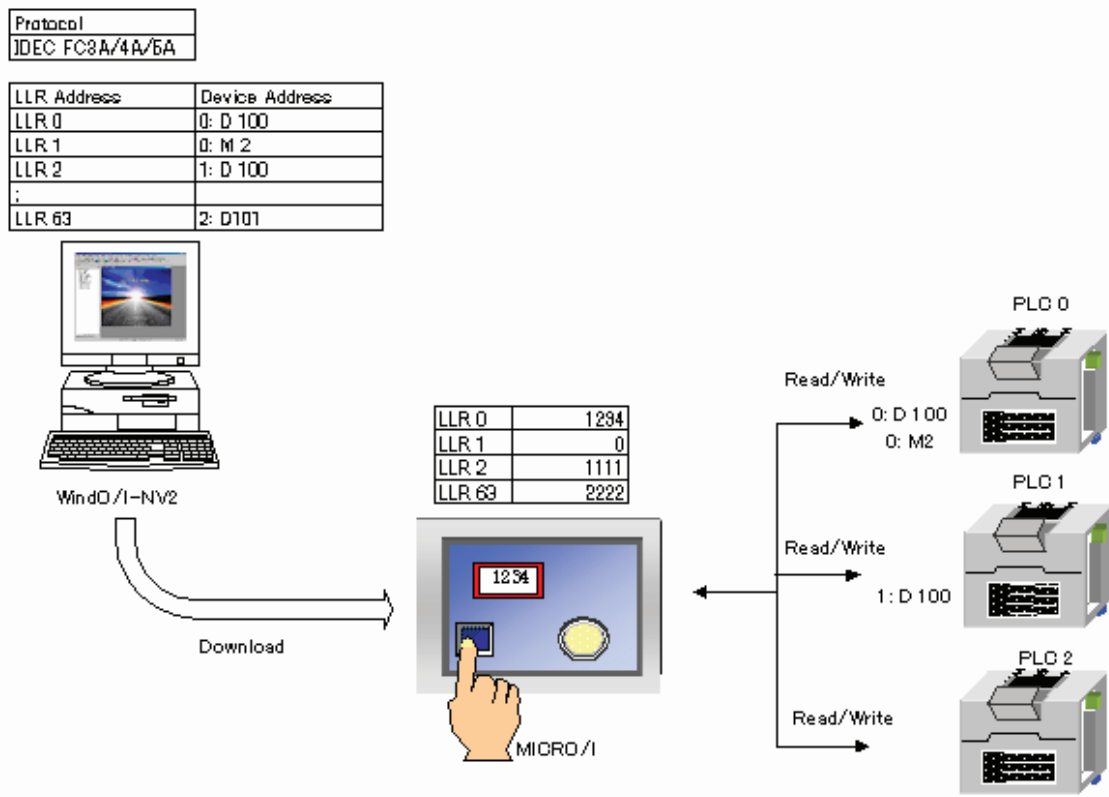 Protocol
IDEC FC3A/4A/5A
LLR Address Device Address
LLR 0 0: D 100
LLR 1 0: M 2
LLR 2 1: D 100
:
LLR 63 2: D101
PLC 0
Read/Write
0: D 100
0: M2
LLR 0 1234
LLR 1 0
LLR 2 1111
LLR 63 2222
WindO/I-NV2
PLC 1
Read/Write
1: D 100
1234
Download
PLC 2
Read/Write
MICRO/I